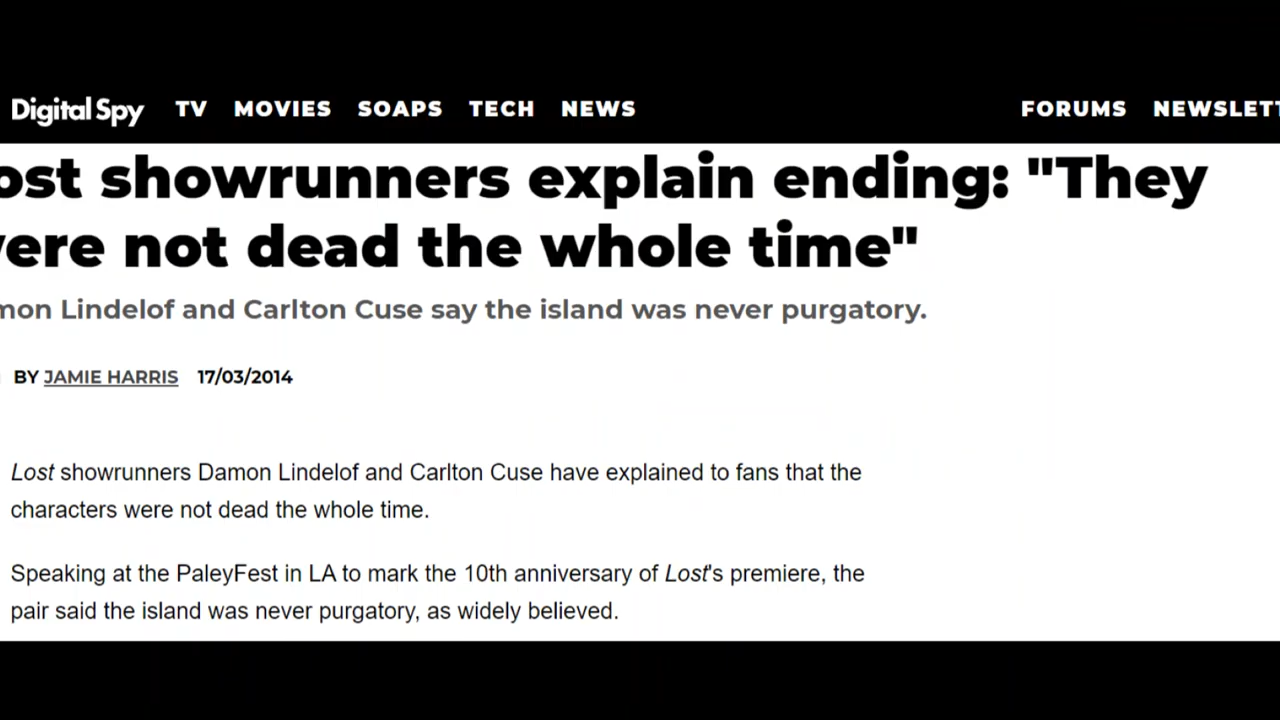 Digital Spy TV MOVIES SOAPS TECH NEWS FORUMS NEWSLETT
ost showrunners explain ending: "They
vere not dead the whole time"
mon Lindelof and Carlton Cuse say the island was never purgatory.
BY JAMIE HARRIS 17/03/2014
Lost showrunners Damon Lindelof and Carlton Cuse have explained to fans that the
characters were not dead the whole time.
Speaking at the PaleyFest in LA to mark the 10th anniversary of Lost's premiere, the
pair said the island was never purgatory, as widely believed.